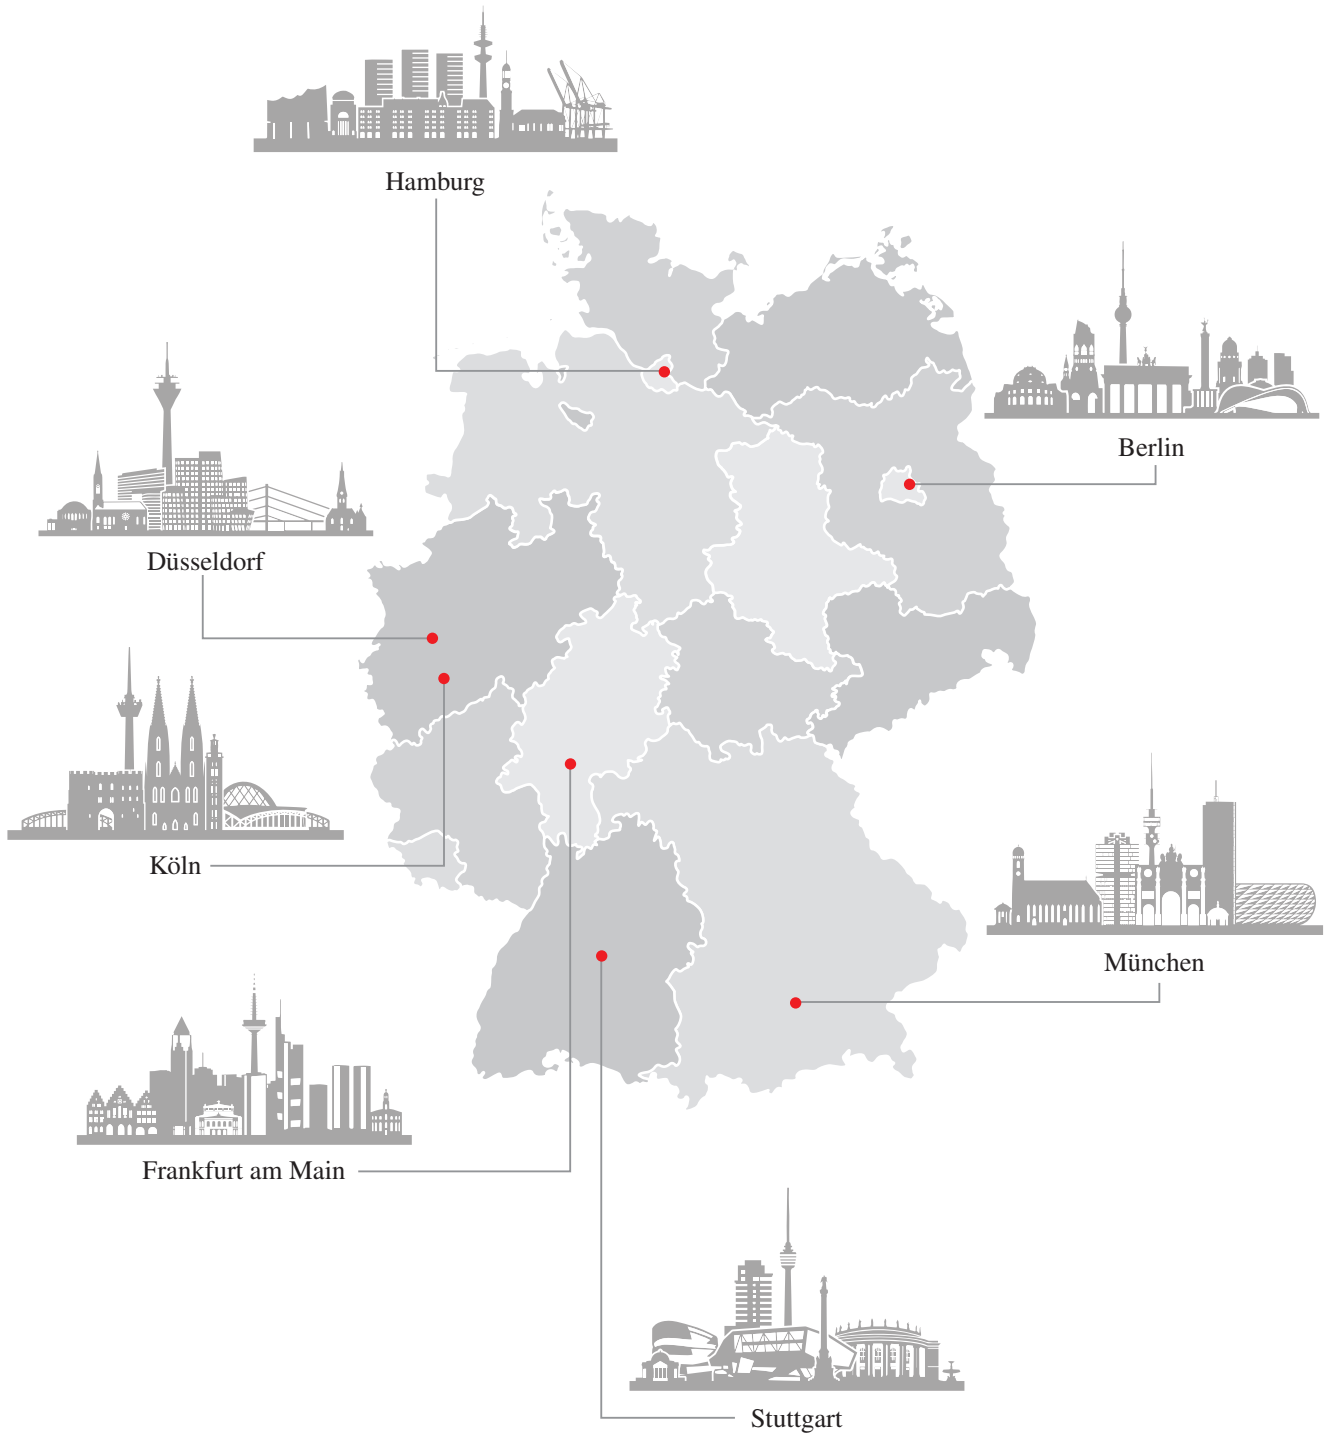 Hamburg
Berlin
Düsseldorf
Köln
München
Frankfurt am Main
Stuttgart